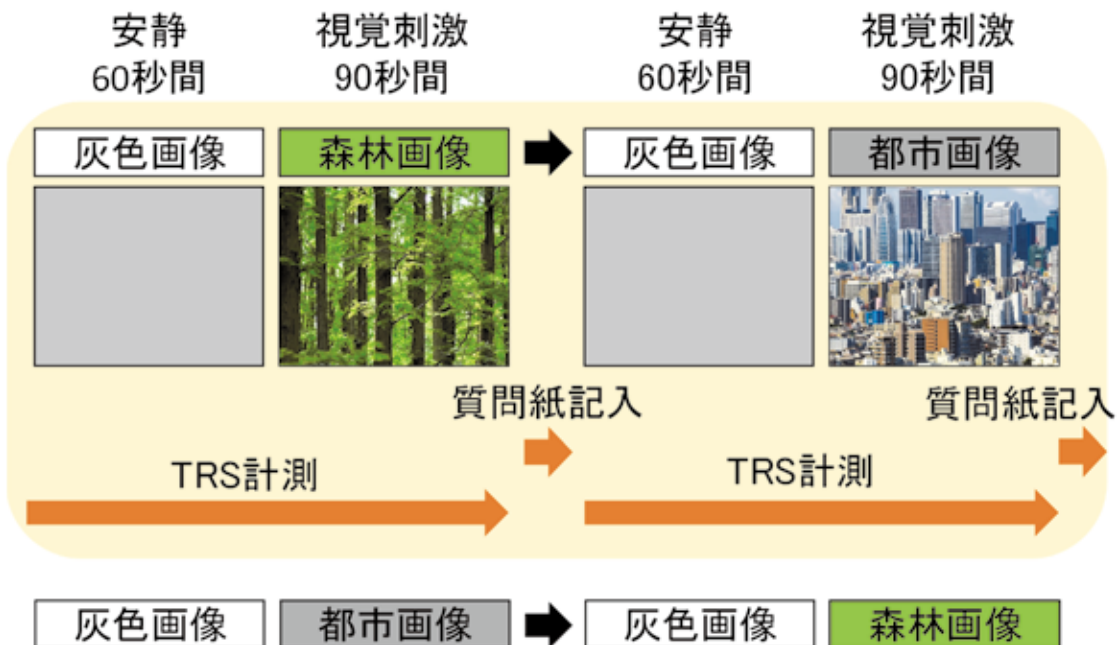 安静 視覚刺激 安静 視覚刺激
60秒間 90秒間 60秒間 90秒間
灰色画像 森林画像 灰色画像 都市画像
質問紙記入 質問紙記入
TRS計測 TRS計測
灰色画像 都市画像 灰色画像 森林画像